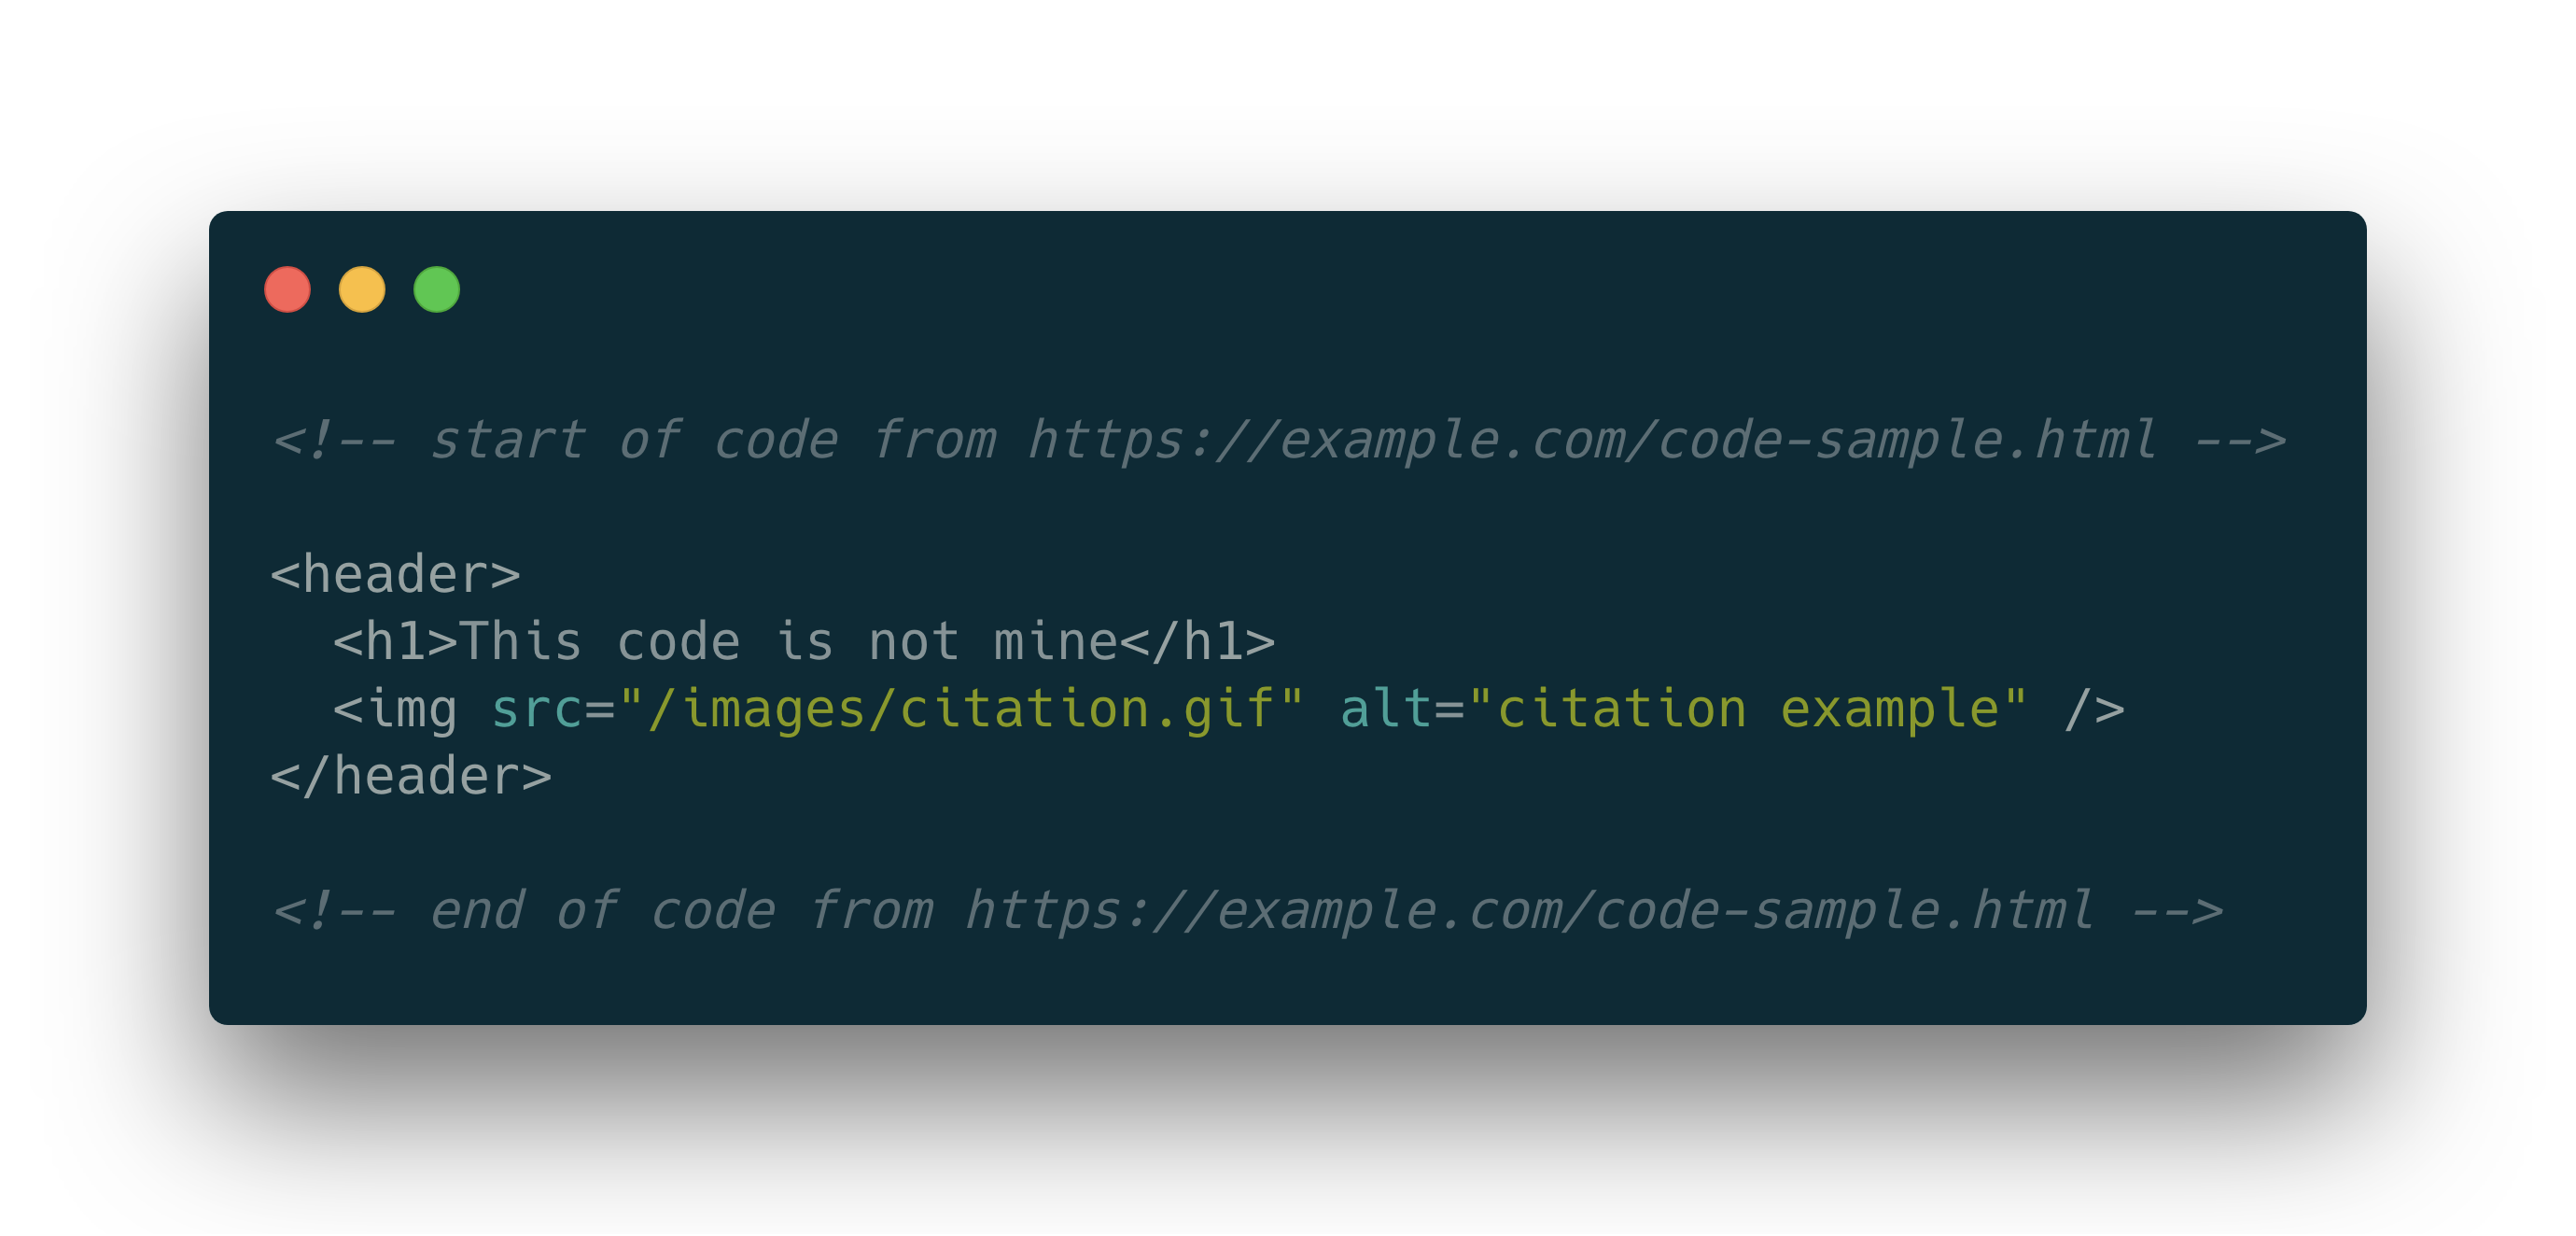 <!-- start of code from https://example.com/code-sample.html -->
<header>
  <h1>This code is not mine</h1>
  <img src="/images/citation.gif" alt="citation example" />
</header>
<!-- end of code from https://example.com/code-sample.html -->